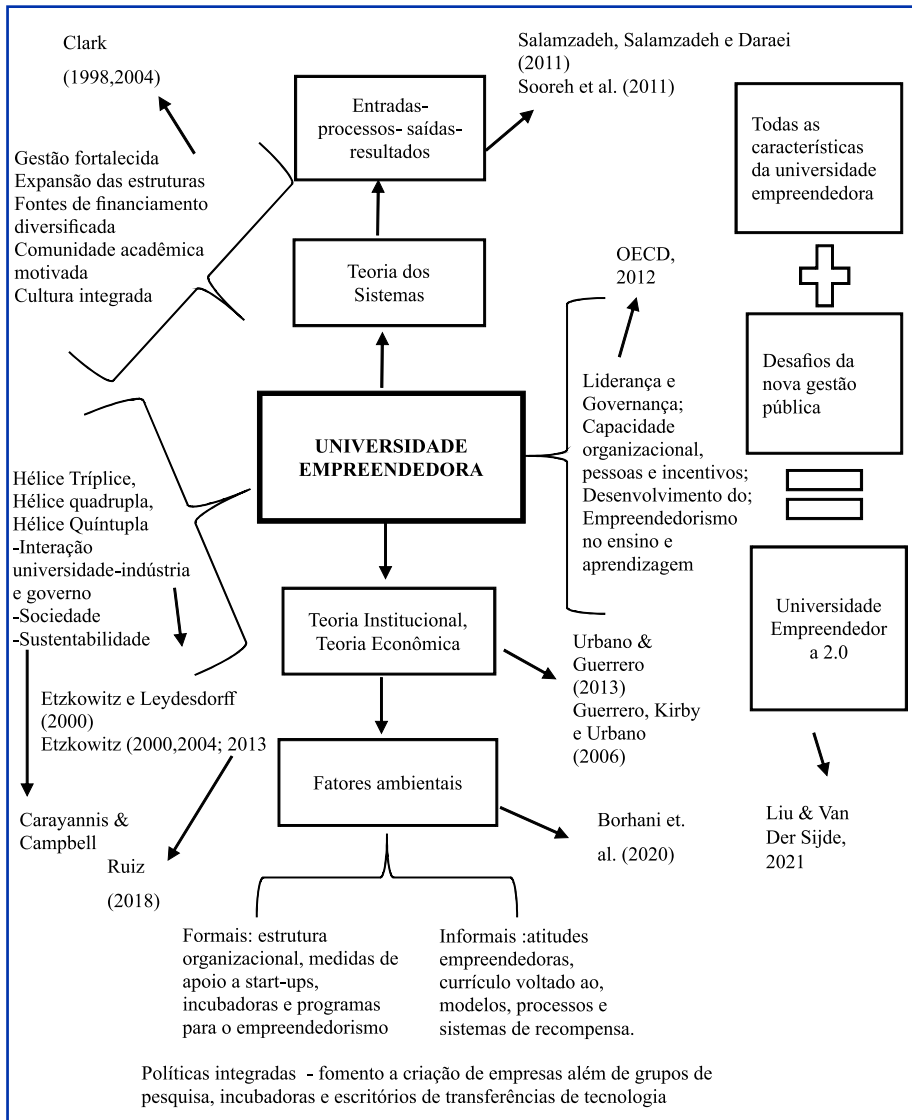 Clark
(1998,2004)
Salamzadeh, Salamzadeh e Daraei
(2011)
Sooreh et al. (2011)
Entradas-
processos- saídas-
resultados
Todas as
características
da universidade
empreendedora
Gestão fortalecida
Expansão das estruturas
Fontes de financiamento
diversificada
Comunidade acadêmica
motivada
Cultura integrada
Teoria dos
Sistemas
OECD,
2012
Desafios da
nova gestão
pública
Liderança e
Governança;
Capacidade
organizacional,
pessoas e incentivos;
Desenvolvimento do;
Empreendedorismo
no ensino e
aprendizagem
UNIVERSIDADE
EMPREENDEDORA
Hélice Tríplice,
Hélice quadrupla,
Hélice Quíntupla
-Interação
universidade-indústria
e governo
-Sociedade
-Sustentabilidade
Universidade
Empreendedor
a 2.0
Teoria Institucional,
Teoria Econômica
Urbano &
Guerrero
(2013)
Guerrero, Kirby
e Urbano
(2006)
Etzkowitz e Leydesdorff
(2000)
Etzkowitz (2000,2004; 2013
Fatores ambientais
Carayannis &
Campbell
Ruiz
(2018)
Borhani et.
al. (2020)
Liu & Van
Der Sijde,
2021
Formais: estrutura
organizacional, medidas de
apoio a start-ups,
incubadoras e programas
para o empreendedorismo
Informais :atitudes
empreendedoras,
currículo voltado ao,
modelos, processos e
sistemas de recompensa.
Políticas integradas - fomento a criação de empresas além de grupos de
pesquisa, incubadoras e escritórios de transferências de tecnologia